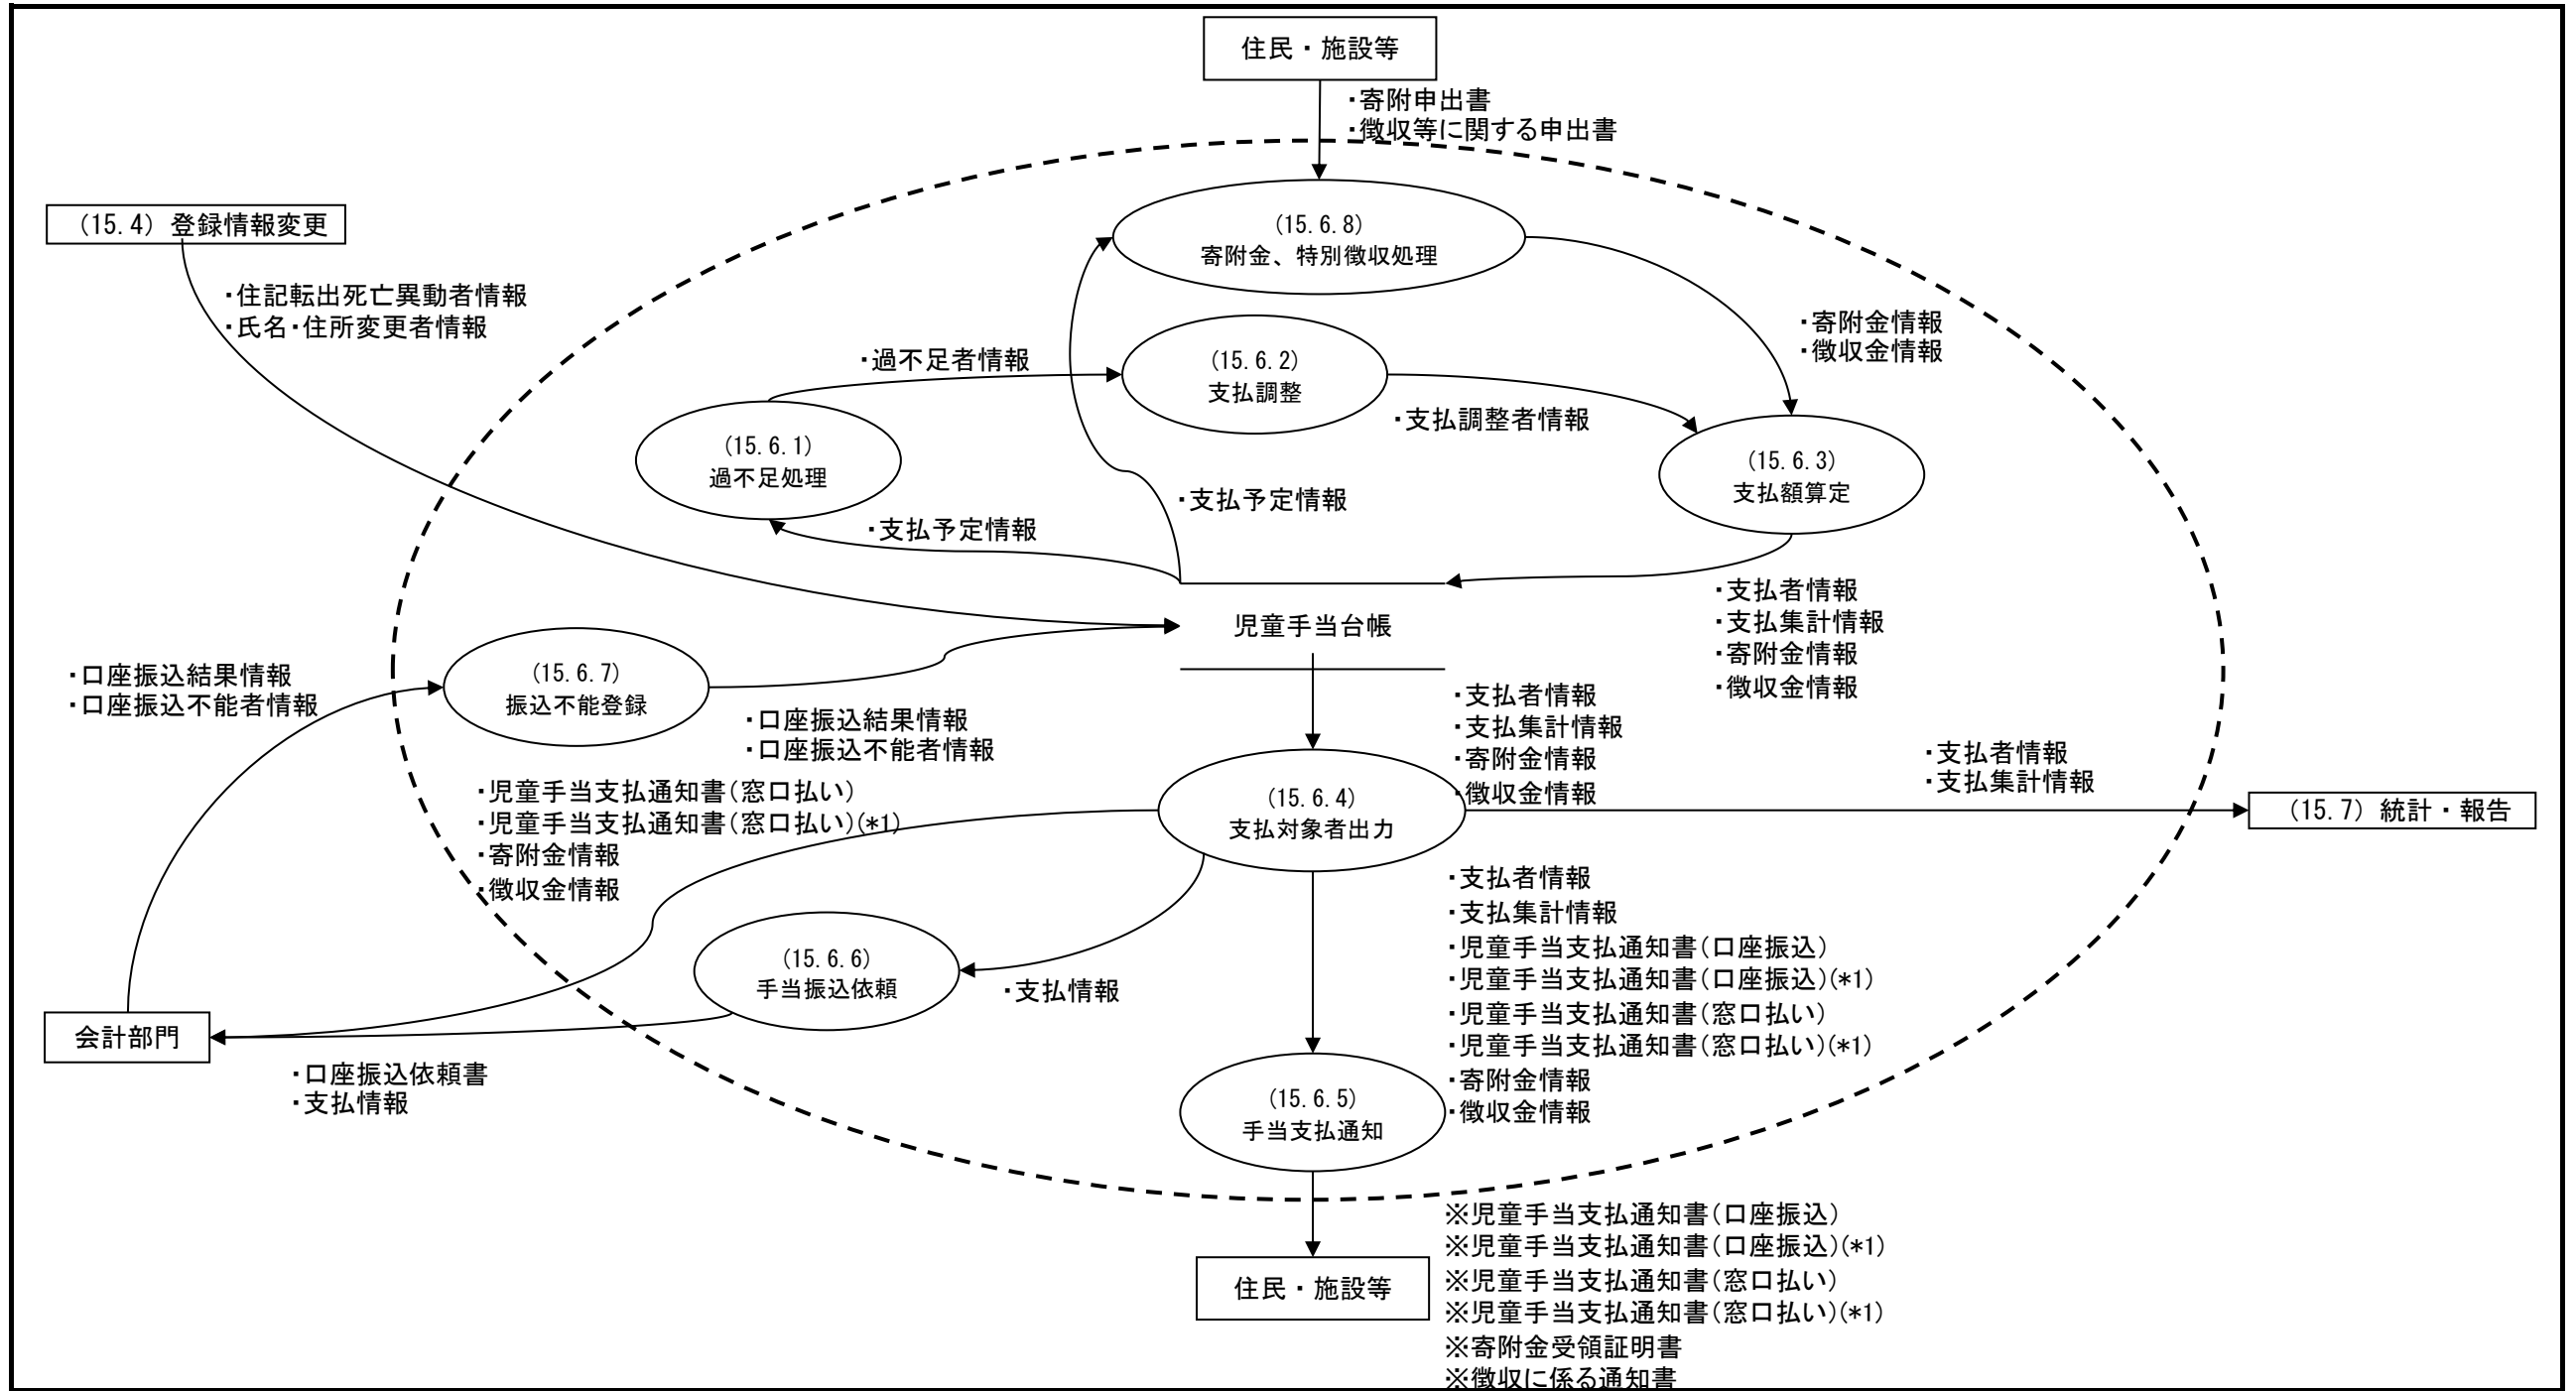 住民・施設等
・寄附申出書
・徴収等に関する申出書
(15.4) 登録情報変更
(15.6.8)
寄附金、特別徴収処理
・住記転出死亡異動者情報
・氏名・住所変更者情報
・寄附金情報
・徴収金情報
・過不足者情報
(15.6.2)
支払調整
・支払調整者情報
(15.6.1)
過不足処理
(15.6.3)
支払額算定
・支払予定情報
・支払予定情報
・支払者情報
・支払集計情報
・寄附金情報
・徴収金情報
児童手当台帳
・口座振込結果情報
・口座振込不能者情報
(15.6.7)
振込不能登録
・口座振込結果情報
・口座振込不能者情報
・支払者情報
・支払集計情報
・寄附金情報
・徴収金情報
・支払者情報
・支払集計情報
・児童手当支払通知書(窓口払い)
・児童手当支払通知書(窓口払い)(*1)
・寄附金情報
・徴収金情報
(15.6.4)
支払対象者出力
(15.7) 統計・報告
・支払者情報
・支払集計情報
・児童手当支払通知書(口座振込)
・児童手当支払通知書(口座振込)(*1)
・児童手当支払通知書(窓口払い)
・児童手当支払通知書(窓口払い)(*1)
・寄附金情報
・徴収金情報
(15.6.6)
手当振込依頼
・支払情報
会計部門
・口座振込依頼書
・支払情報
(15.6.5)
手当支払通知
※児童手当支払通知書(口座振込)
※児童手当支払通知書(口座振込)(*1)
※児童手当支払通知書(窓口払い)
※児童手当支払通知書(窓口払い)(*1)
※寄附金受領証明書
※徴収に係る通知書
住民・施設等